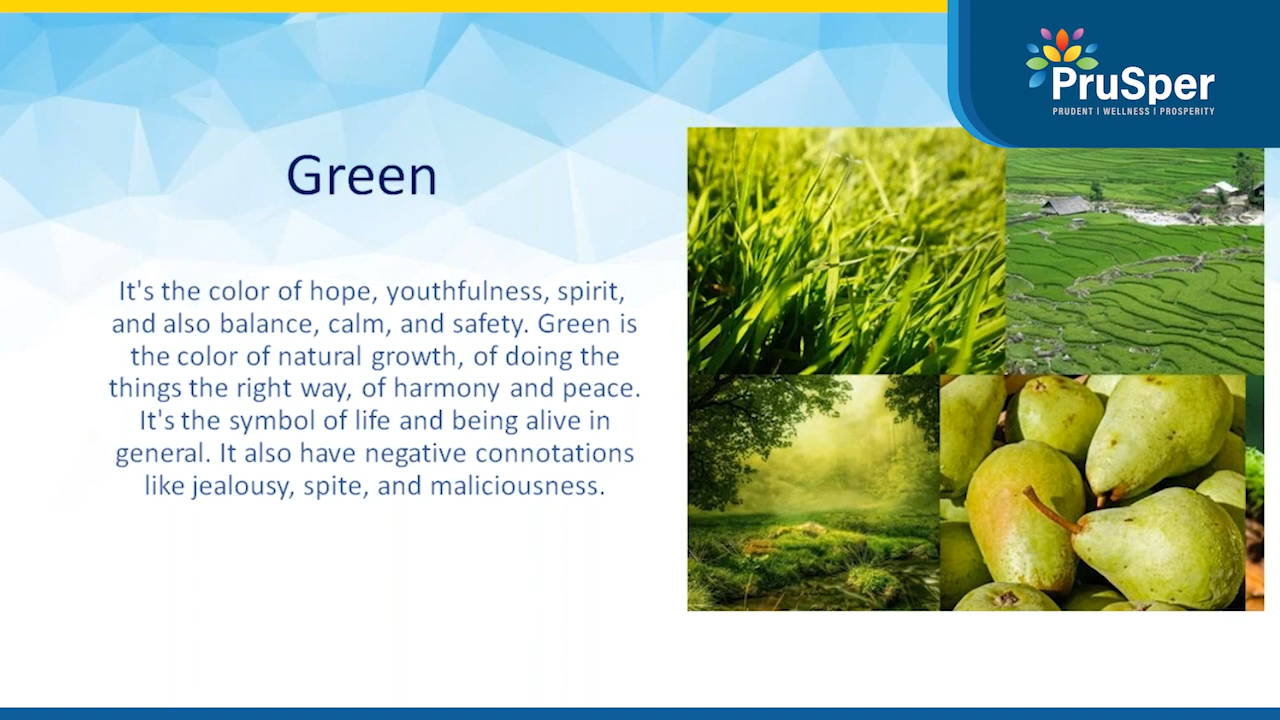 PruSper
PRUDENT | WELLNESS | PROSPERITY
Green
It's the color of hope, youthfulness, spirit,
and also balance, calm, and safety. Green is
the color of natural growth, of doing the
things the right way, of harmony and peace.
It's the symbol of life and being alive in
general. It also have negative connotations
like jealousy, spite, and maliciousness.